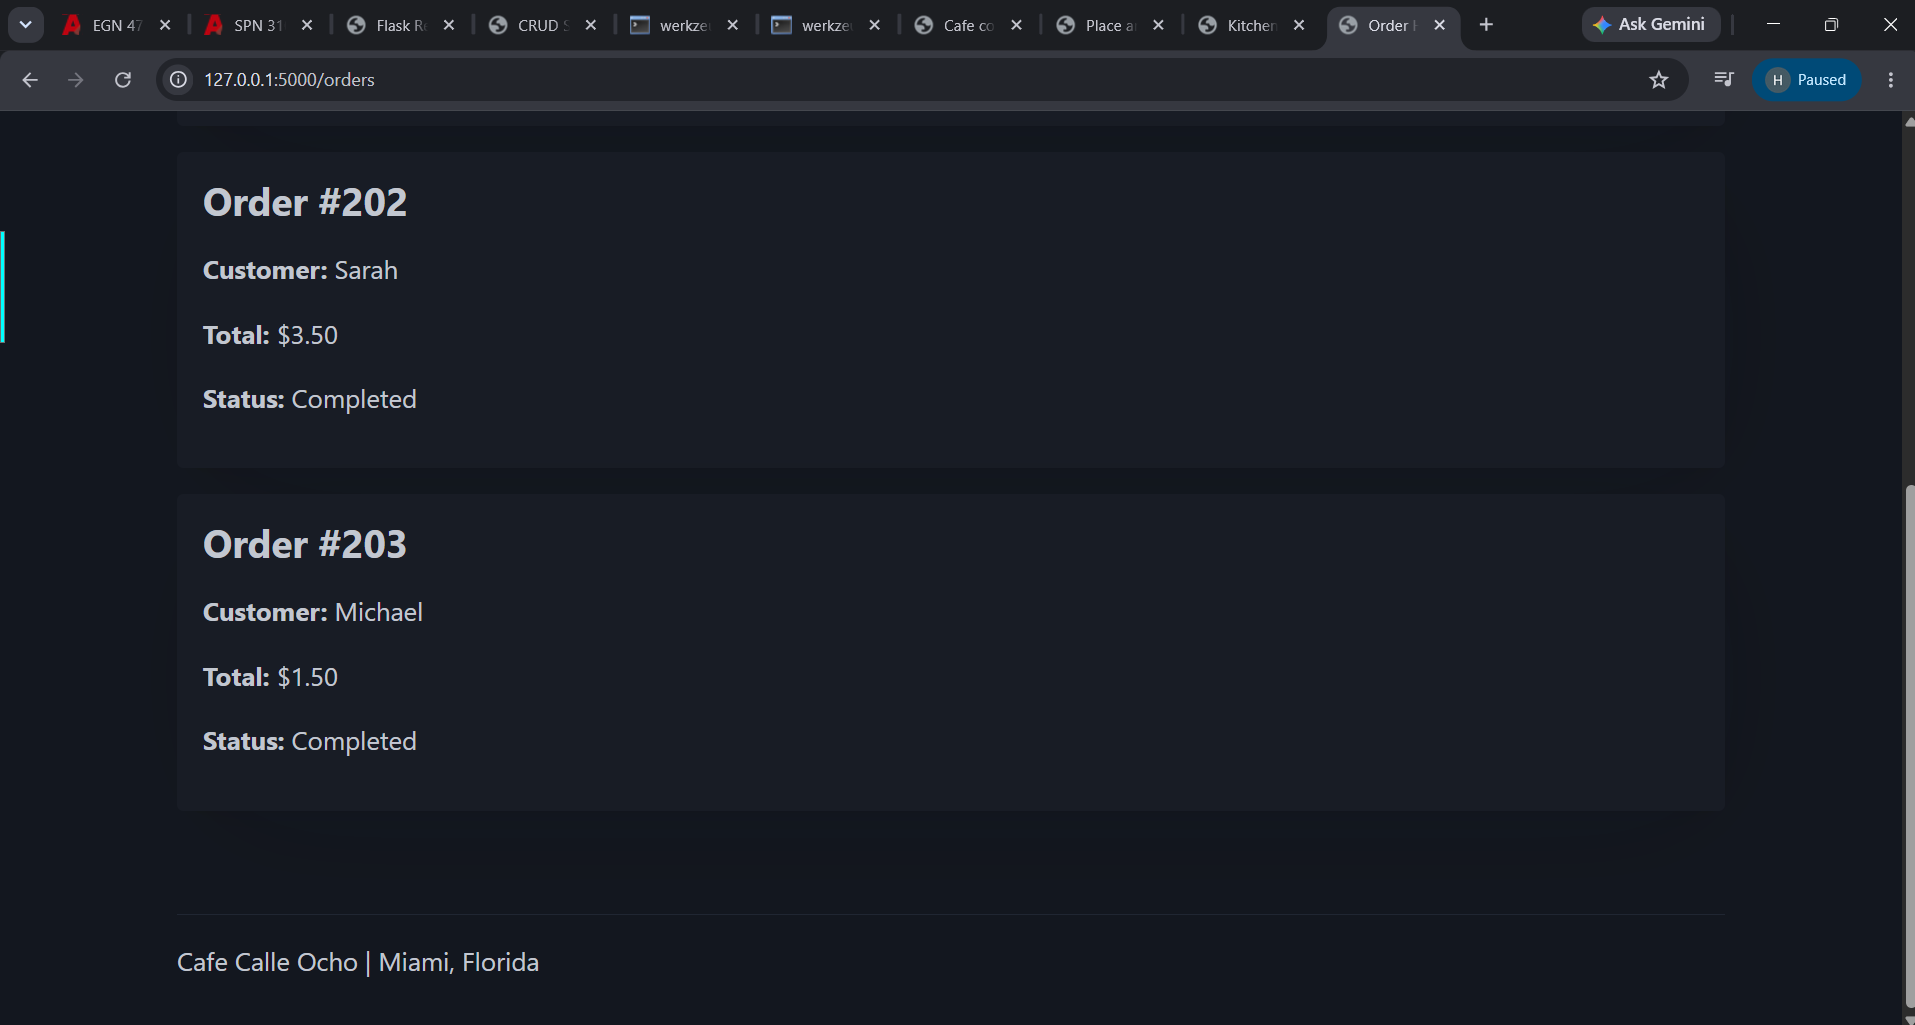 EGN 47
SPN 31
Flask R
CRUD S
werkze
werkze
Cafe co
Place a
Kitchen
Order H
Ask Gemini
127.0.0.1:5000/orders
H
Paused
Order #202
Customer: Sarah
Total: $3.50
Status: Completed
Order #203
Customer: Michael
Total: $1.50
Status: Completed
Cafe Calle Ocho | Miami, Florida